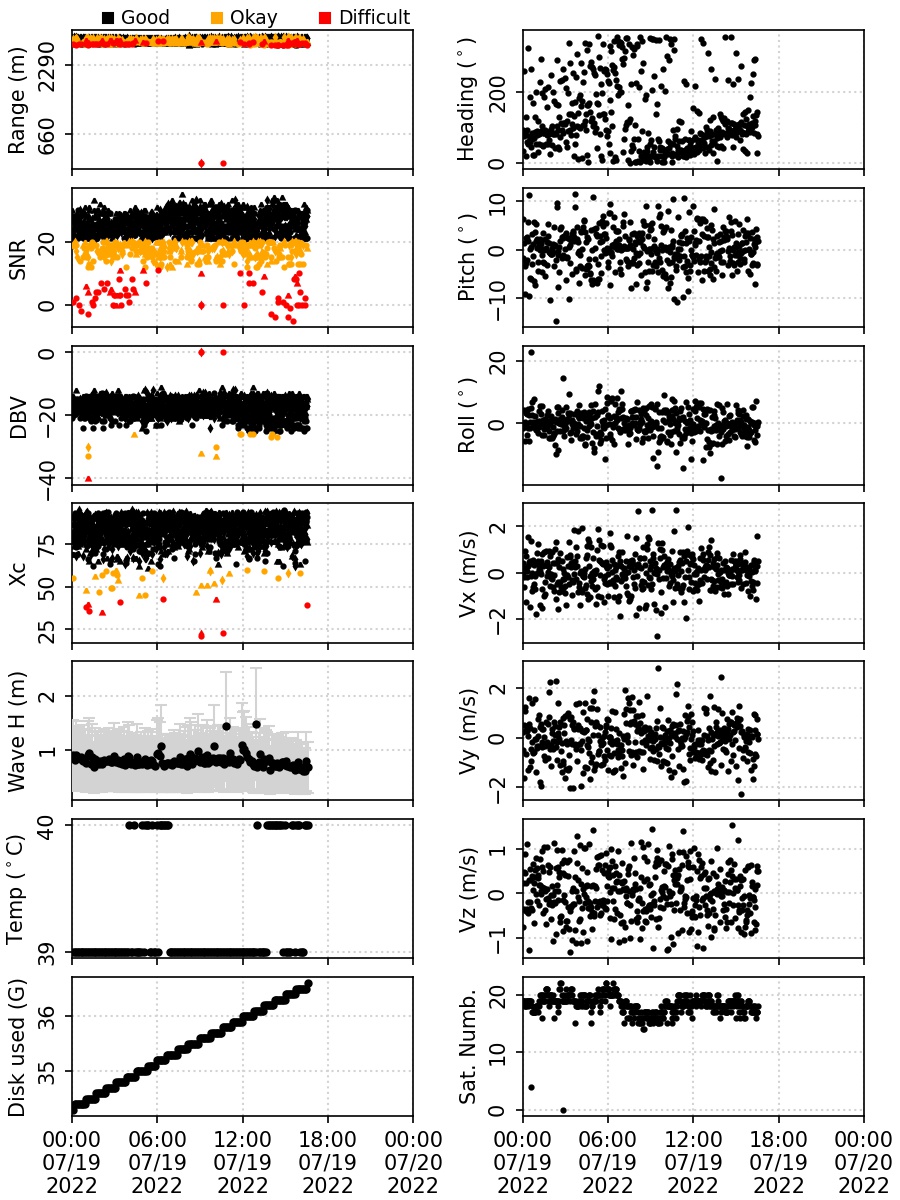 Good Okay Difficult
Range (m)
2290
660
Heading (°)
200
0
SNR
20
0
Pitch (°)
10
0
−10
DBV
0
−20
−40
Roll (°)
20
0
Xc
75
50
25
Vx (m/s)
2
0
−2
Wave H (m)
2
1
Vy (m/s)
2
0
−2
Temp (°C)
40
39
Vz (m/s)
1
0
−1
Disk used (G)
36
35
Sat. Numb.
20
10
0
00:00 06:00 12:00 18:00 00:00
07/19 07/19 07/19 07/19 07/20
2022 2022 2022 2022 2022
00:00 06:00 12:00 18:00 00:00
07/19 07/19 07/19 07/19 07/20
2022 2022 2022 2022 2022